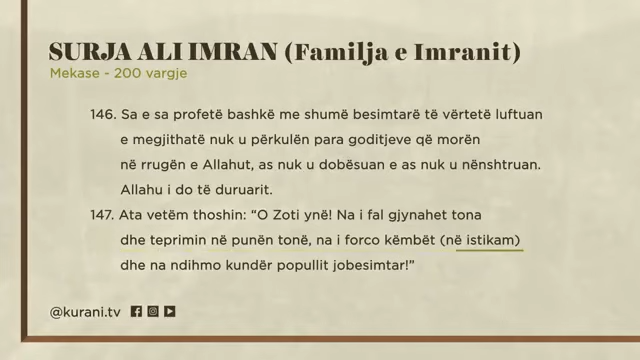 SURJA ALI IMRAN (Familja e Imranit)
Mekase - 200 vargje
146. Sa e sa profetë bashkë me shumë besimtarë të vërtetë luftuan
e megjithatë nuk u përkulën para goditjeve që morën
në rrugën e Allahut, as nuk u dobësuan e as nuk u nënshtruan.
Allahu i do të duruarit.
147. Ata vetëm thoshin: “O Zoti ynë! Na i fal gjynahet tona
dhe teprimin në punën tonë, na i forco këmbët (në istikam)
dhe na ndihmo kundër popullit jobesimtar!”
@kurani.tv